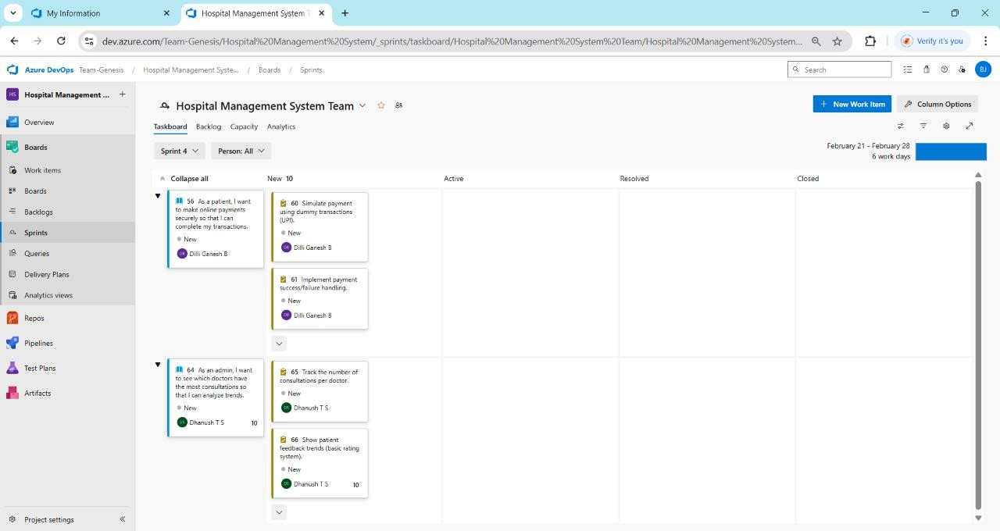 My Information
Hospital Management System T
dev.azure.com/Team-Genesis/Hospital%20Management%20System/_sprints/taskboard/Hospital%20Management%20System%20Team/Hospital%20Management%20System...
Verify it's you
Azure DevOps Team-Genesis / Hospital Management Syste... / Boards / Sprints
Search
BJ
HS Hospital Management ...
Overview
Boards
Work items
Boards
Backlogs
Sprints
Queries
Delivery Plans
Analytics views
Repos
Pipelines
Test Plans
Artifacts
Project settings
Hospital Management System Team
New Work Item
Column Options
Taskboard Backlog Capacity Analytics
Sprint 4
Person: All
February 21 - February 28
6 work days
Collapse all
New 10
Active
Resolved
Closed
56 As a patient, I want
to make online payments
securely so that I can
complete my transactions.
New
Dilli Ganesh B
60 Simulate payment
using dummy transactions
(UPI).
New
Dilli Ganesh B
61 Implement payment
success/failure handling.
New
Dilli Ganesh B
64 As an admin, I want
to see which doctors have
the most consultations so
that I can analyze trends.
New
DS Dhanush T S 10
65 Track the number of
consultations per doctor.
New
DS Dhanush T S
66 Show patient
feedback trends (basic rating
system).
New
DS Dhanush T S 10